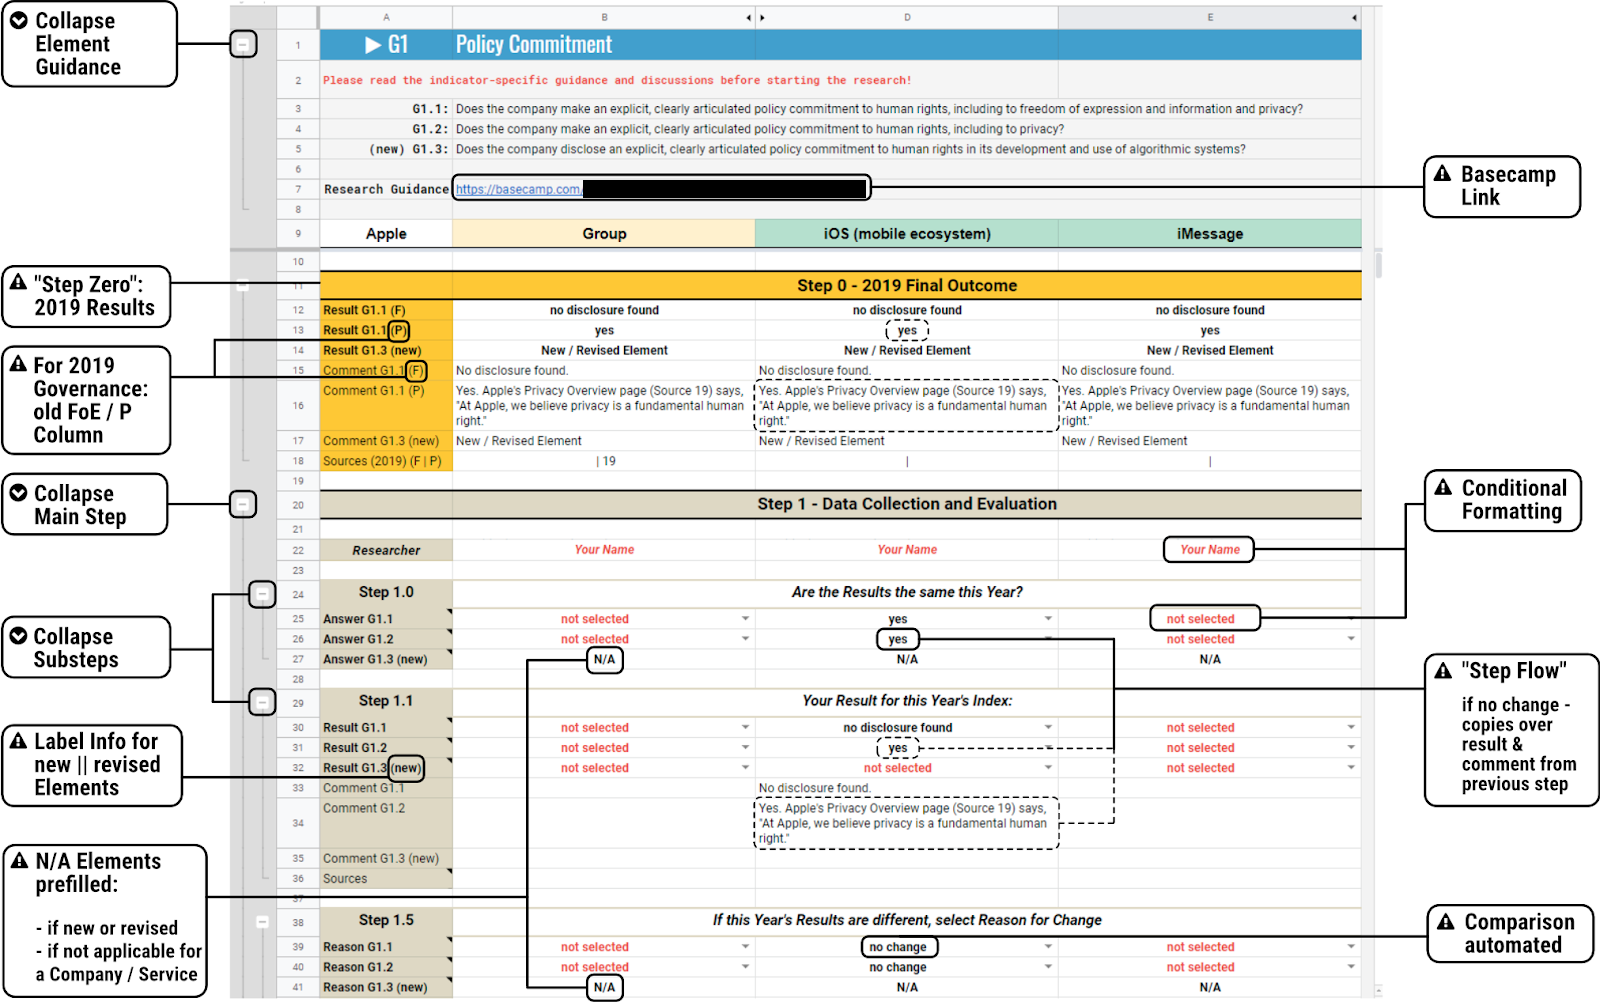 Collapse
Element
Guidance
"Step Zero":
2019 Results
For 2019
Governance:
old FoE / P
Column
Collapse
Main Step
Collapse
Substeps
Label Info for
new || revised
Elements
N/A Elements
prefilled:
- if new or revised
- if not applicable for
a Company / Service
A B D E
1 ▶ G1 Policy Commitment
2 Please read the indicator-specific guidance and discussions before starting the research!
3 G1.1: Does the company make an explicit, clearly articulated policy commitment to human rights, including to freedom of expression and information and privacy?
4 G1.2: Does the company make an explicit, clearly articulated policy commitment to human rights, including to privacy?
5 (new) G1.3: Does the company disclose an explicit, clearly articulated policy commitment to human rights in its development and use of algorithmic systems?
6
7 Research Guidance https://basecamp.com/
8
9 Apple Group iOS (mobile ecosystem) iMessage
10
11 Step 0 - 2019 Final Outcome
12 Result G1.1 (F) no disclosure found no disclosure found no disclosure found
13 Result G1.1 (P) yes yes yes
14 Result G1.3 (new) New / Revised Element New / Revised Element New / Revised Element
15 Comment G1.1 (F) No disclosure found. No disclosure found. No disclosure found.
16 Comment G1.1 (P) Yes. Apple's Privacy Overview page (Source 19) says, Yes. Apple's Privacy Overview page (Source 19) says, Yes. Apple's Privacy Overview page (Source 19) says,
"At Apple, we believe privacy is a fundamental human "At Apple, we believe privacy is a fundamental human "At Apple, we believe privacy is a fundamental human
right." right." right."
17 Comment G1.3 (new) New / Revised Element New / Revised Element New / Revised Element
18 Sources (2019) (F | P) | 19 | |
19
20 Step 1 - Data Collection and Evaluation
21
22 Researcher Your Name Your Name Your Name
23
24 Step 1.0 Are the Results the same this Year?
25 Answer G1.1 not selected yes not selected
26 Answer G1.2 not selected yes not selected
27 Answer G1.3 (new) N/A N/A N/A
28
29 Step 1.1 Your Result for this Year's Index:
30 Result G1.1 not selected no disclosure found not selected
31 Result G1.2 not selected yes not selected
32 Result G1.3 (new) not selected not selected not selected
33 Comment G1.1 No disclosure found.
34 Comment G1.2 Yes. Apple's Privacy Overview page (Source 19) says,
"At Apple, we believe privacy is a fundamental human
right."
35 Comment G1.3 (new)
36 Sources
37
38 Step 1.5 If this Year's Results are different, select Reason for Change
39 Reason G1.1 not selected no change not selected
40 Reason G1.2 not selected no change not selected
41 Reason G1.3 (new) N/A N/A N/A
Basecamp
Link
Conditional
Formatting
"Step Flow"
if no change -
copies over
result &
comment from
previous step
Comparison
automated